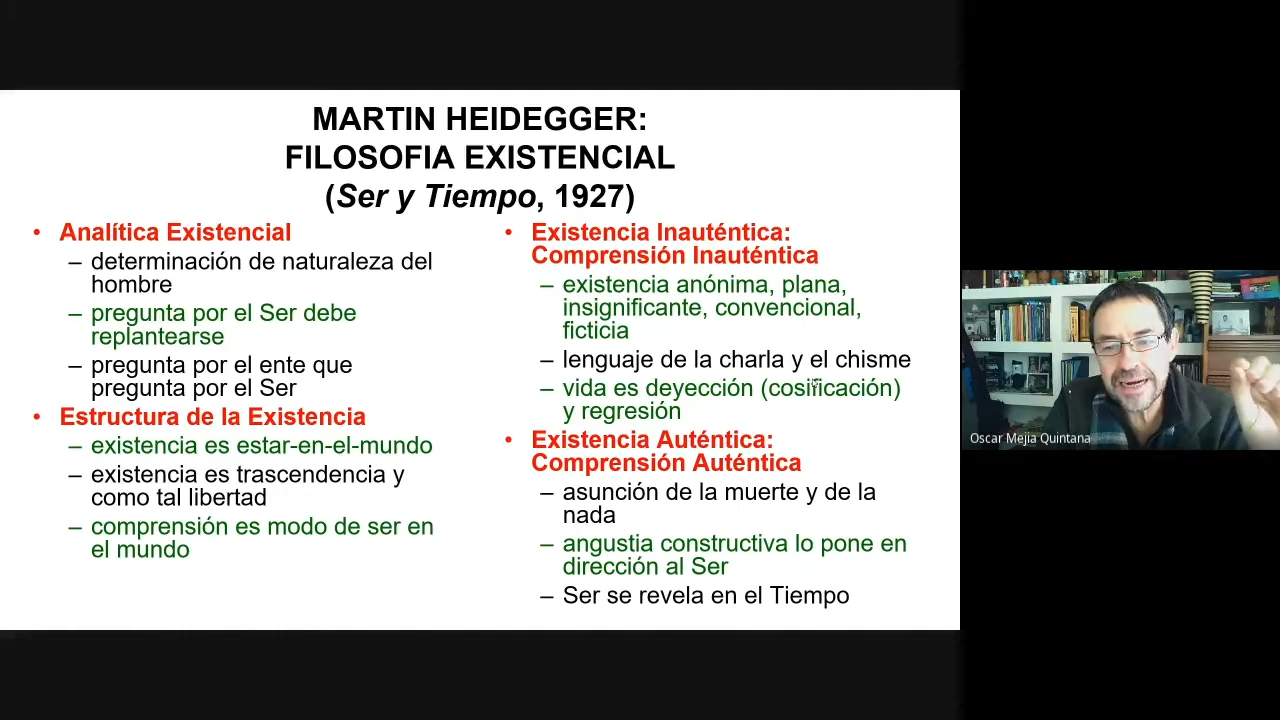 MARTIN HEIDEGGER:
FILOSOFIA EXISTENCIAL
(Ser y Tiempo, 1927)
• Analítica Existencial
– determinación de naturaleza del
hombre
– pregunta por el Ser debe
replantearse
– pregunta por el ente que
pregunta por el Ser
• Estructura de la Existencia
– existencia es estar-en-el-mundo
– existencia es trascendencia y
como tal libertad
– comprensión es modo de ser en
el mundo
• Existencia Inauténtica:
Comprensión Inauténtica
– existencia anónima, plana,
insignificante, convencional,
ficticia
– lenguaje de la charla y el chisme
– vida es deyección (cosificación)
y regresión
• Existencia Auténtica:
Comprensión Auténtica
– asunción de la muerte y de la
nada
– angustia constructiva lo pone en
dirección al Ser
– Ser se revela en el Tiempo
Oscar Mejia Quintana